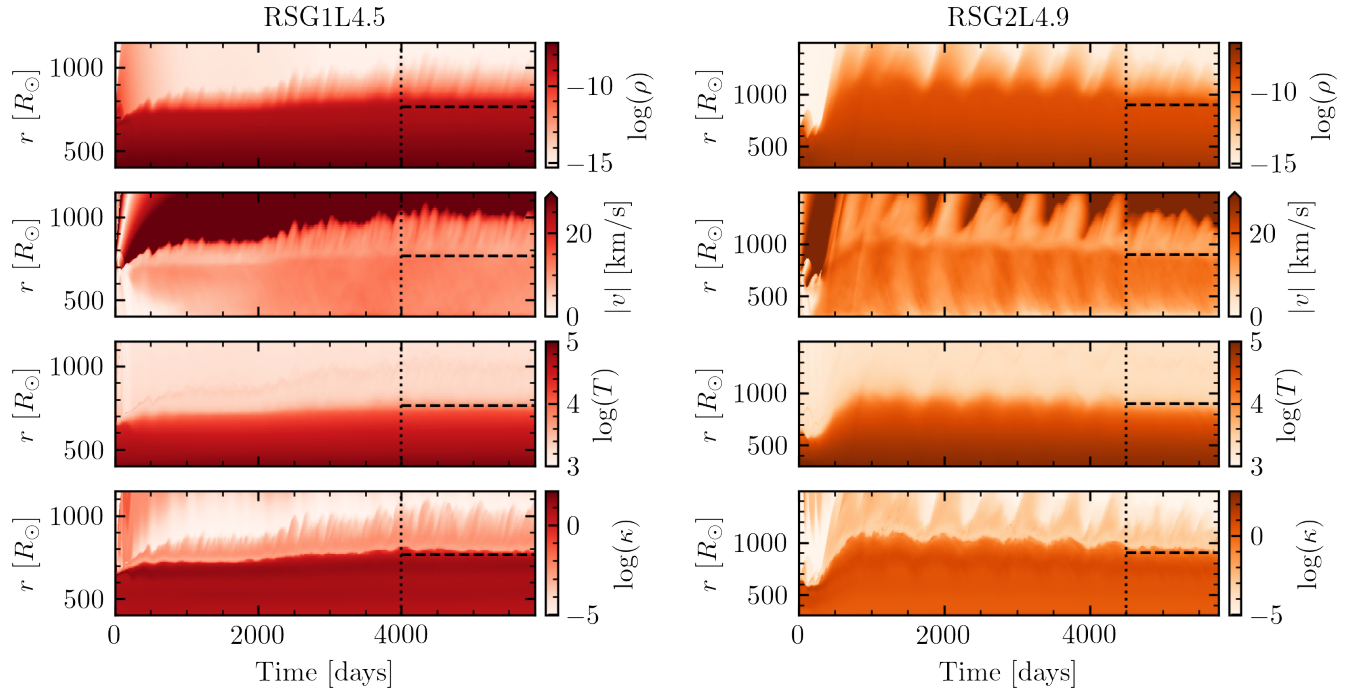 RSG1L4.5
RSG2L4.9
r [R☉]
1000
500
−10
−15
log(ρ)
r [R☉]
1000
500
−10
−15
log(ρ)
r [R☉]
1000
500
20
0
|v| [km/s]
r [R☉]
1000
500
20
0
|v| [km/s]
r [R☉]
1000
500
5
4
3
log(T)
r [R☉]
1000
500
5
4
3
log(T)
r [R☉]
1000
500
0
−5
log(κ)
r [R☉]
1000
500
0
−5
log(κ)
0 2000 4000
0 2000 4000
Time [days]
Time [days]